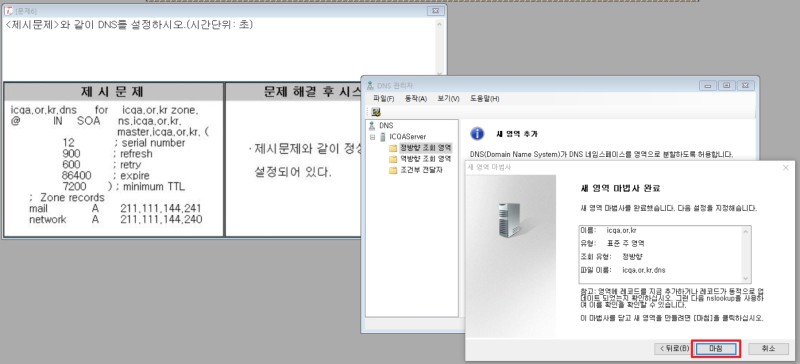 [문제6]
<제시문제>와 같이 DNS를 설정하시오.(시간단위: 초)
제 시 문 제
문제 해결 후 시스
icqa.or.kr.dns for icqa.or.kr zone.
@ IN SOA ns.icqa.or.kr.
master.icqa.or.kr. (
12 ; serial number
900 ; refresh
600 ; retry
86400 ; expire
7200 ) ; minimum TTL
; Zone records
mail A 211.111.144.241
network A 211.111.144.240
·제시문제와 같이 정상
설정되어 있다.
DNS 관리자
파일(F) 동작(A) 보기(V) 도움말(H)
DNS
ICQAServer
정방향 조회 영역
역방향 조회 영역
조건부 전달자
새 영역 추가
DNS(Domain Name System)가 DNS 네임스페이스를 영역으로 분할하도록 허용합니다.
새 영역 마법사
새 영역 마법사 완료
새 영역 마법사를 완료했습니다. 다음 설정을 지정했습니다.
이름: icqa.or.kr
유형: 표준 주 영역
조회 유형: 정방향
파일 이름: icqa.or.kr.dns
참고: 영역에 레코드를 지금 추가하거나 레코드가 동적으로 업
데이트 되었는지 확인하십시오. 그런 다음 nslookup을 사용하
여 이름 확인을 확인할 수 있습니다.
이 마법사를 닫고 새 영역을 만들려면 [마침]을 클릭하십시오.
< 뒤로(B) 마침 취소